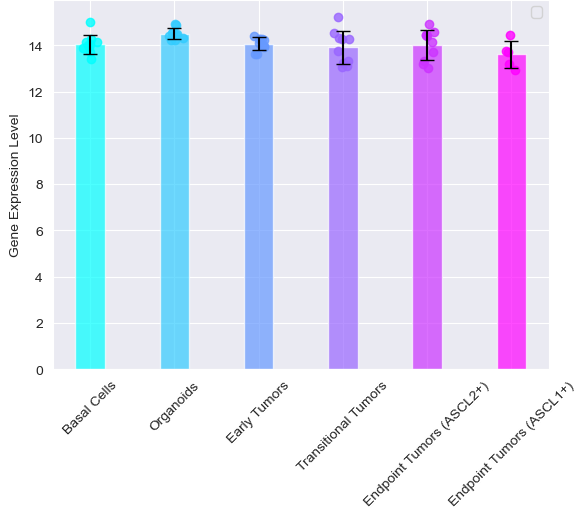 Gene Expression Level
14
12
10
8
6
4
2
0
Basal Cells
Organoids
Early Tumors
Transitional Tumors
Endpoint Tumors (ASCL2+)
Endpoint Tumors (ASCL1+)